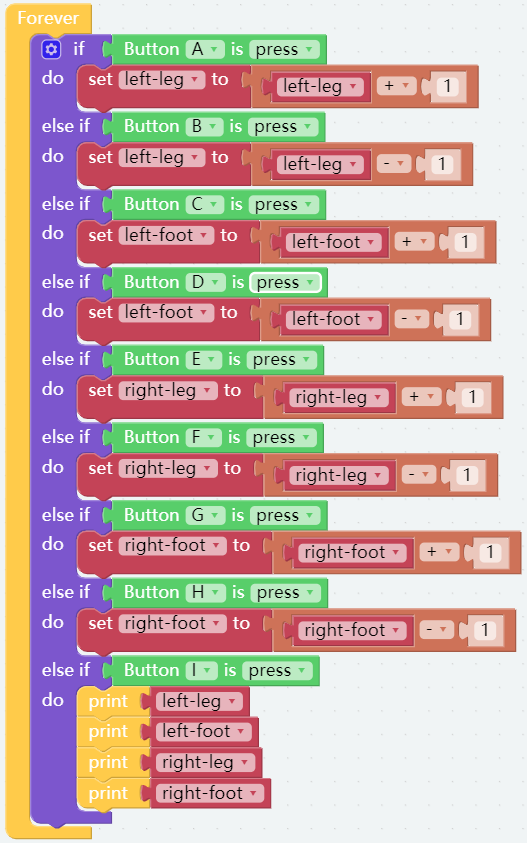 Forever
if Button A is press
do set left-leg to left-leg + 1
else if Button B is press
do set left-leg to left-leg - 1
else if Button C is press
do set left-foot to left-foot + 1
else if Button D is press
do set left-foot to left-foot - 1
else if Button E is press
do set right-leg to right-leg + 1
else if Button F is press
do set right-leg to right-leg - 1
else if Button G is press
do set right-foot to right-foot + 1
else if Button H is press
do set right-foot to right-foot - 1
else if Button I is press
do print left-leg
print left-foot
print right-leg
print right-foot